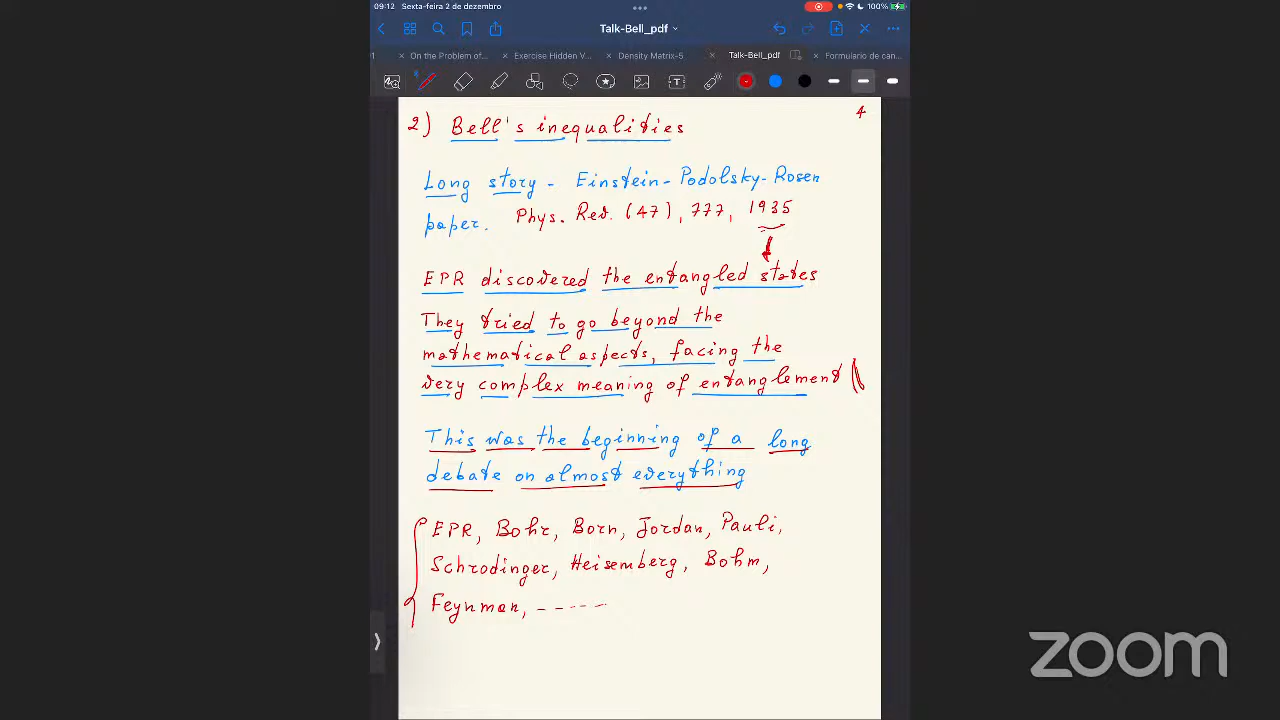 09:12 Sexta-feira 2 de dezembro
100%
Talk-Bell_pdf
On the Problem of...
Exercise Hidden V...
Density Matrix-5
Talk-Bell_pdf
Formulario de can...
4
2) Bell's inequalities
Long story - Einstein-Podolsky-Rosen
paper. Phys. Rev. (47), 777, 1935
EPR discovered the entangled states
They tried to go beyond the
mathematical aspects, facing the
very complex meaning of entanglement
This was the beginning of a long
debate on almost everything
EPR, Bohr, Born, Jordan, Pauli,
Schrodinger, Heisemberg, Bohm,
Feynman, ------
zoom